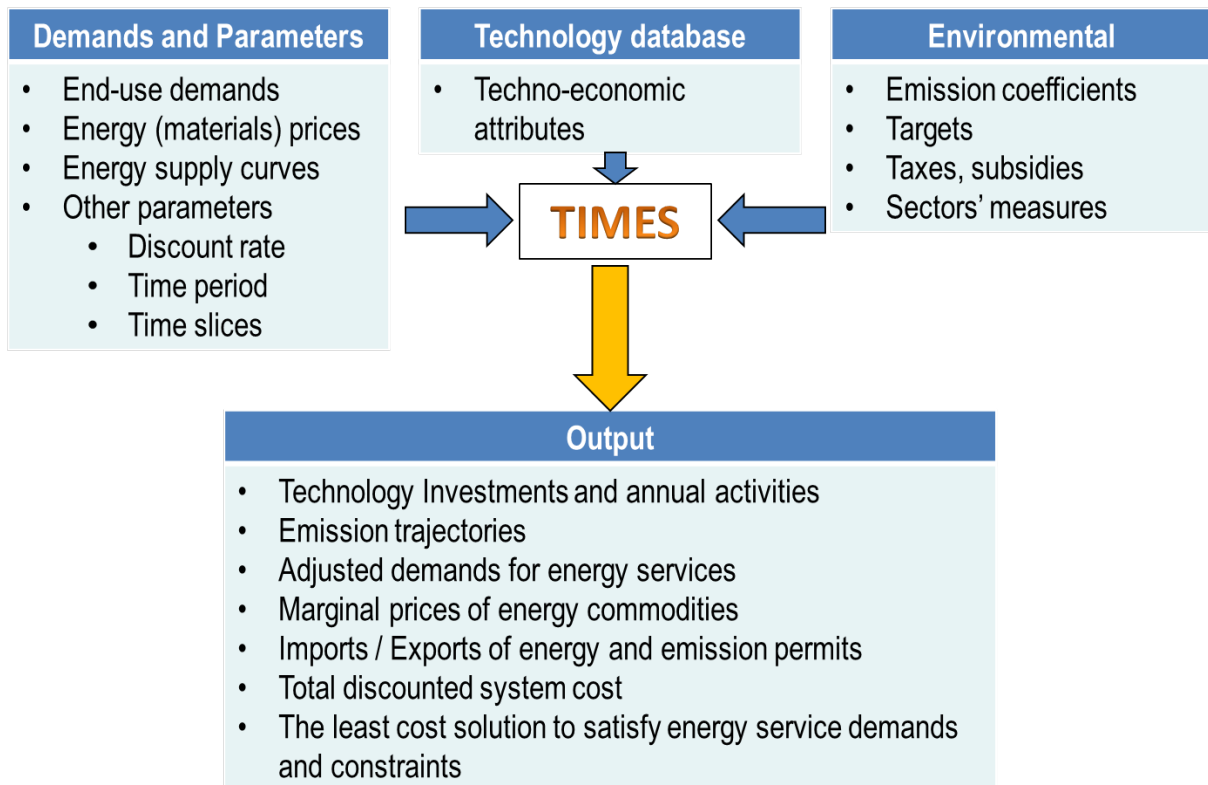 Demands and Parameters
• End-use demands
• Energy (materials) prices
• Energy supply curves
• Other parameters
• Discount rate
• Time period
• Time slices
Technology database
• Techno-economic
attributes
Environmental
• Emission coefficients
• Targets
• Taxes, subsidies
• Sectors’ measures
TIMES
Output
• Technology Investments and annual activities
• Emission trajectories
• Adjusted demands for energy services
• Marginal prices of energy commodities
• Imports / Exports of energy and emission permits
• Total discounted system cost
• The least cost solution to satisfy energy service demands
and constraints